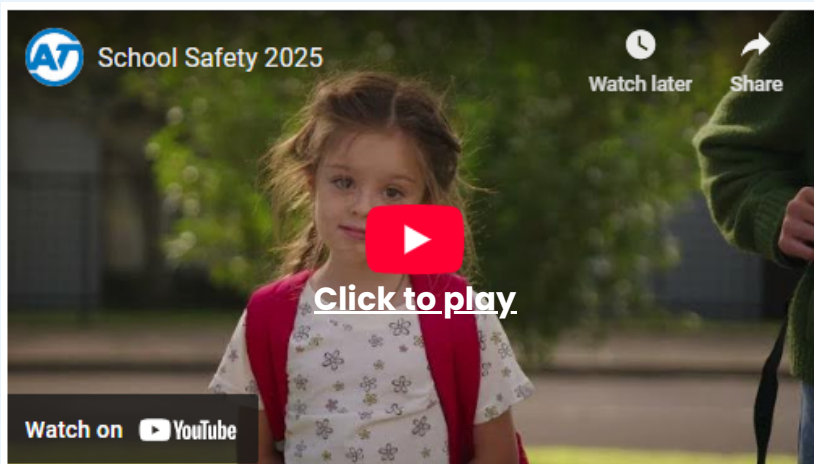 AT School Safety 2025
Watch later
Share
Click to play
Watch on YouTube